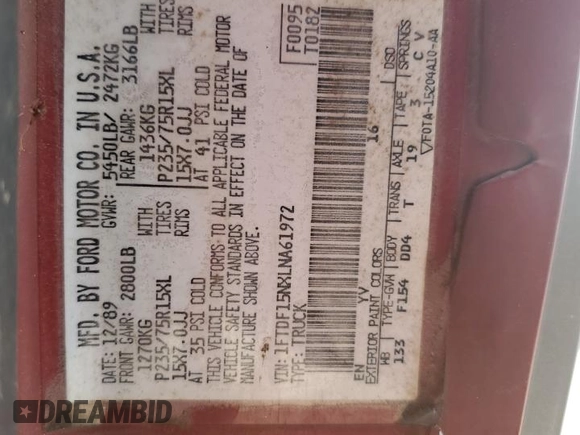 MFD. BY FORD MOTOR CO. IN U.S.A.
DATE: 12/89 GVWR: 5450LB/ 2472KG
FRONT GAWR: 2800LB REAR GAWR: 3166LB
1270KG WITH 1436KG WITH
P235/75R15XL TIRES P235/75R15XL TIRES
15X7.0JJ RIMS 15X7.0JJ RIMS
AT 35 PSI COLD AT 41 PSI COLD
THIS VEHICLE CONFORMS TO ALL APPLICABLE FEDERAL MOTOR
VEHICLE SAFETY STANDARDS IN EFFECT ON THE DATE OF
MANUFACTURE SHOWN ABOVE.
F0095
T0182
VIN: 1FTDF15NXLNA61972
TYPE: TRUCK
EN YV 16
EXTERIOR PAINT COLORS DSO
WB TYPE-GVW BODY TRANS AXLE TAPE SPRINGS
133 F154 DD4 T 19 3 C V
F0TA-15204A10-AA
DREAMBID